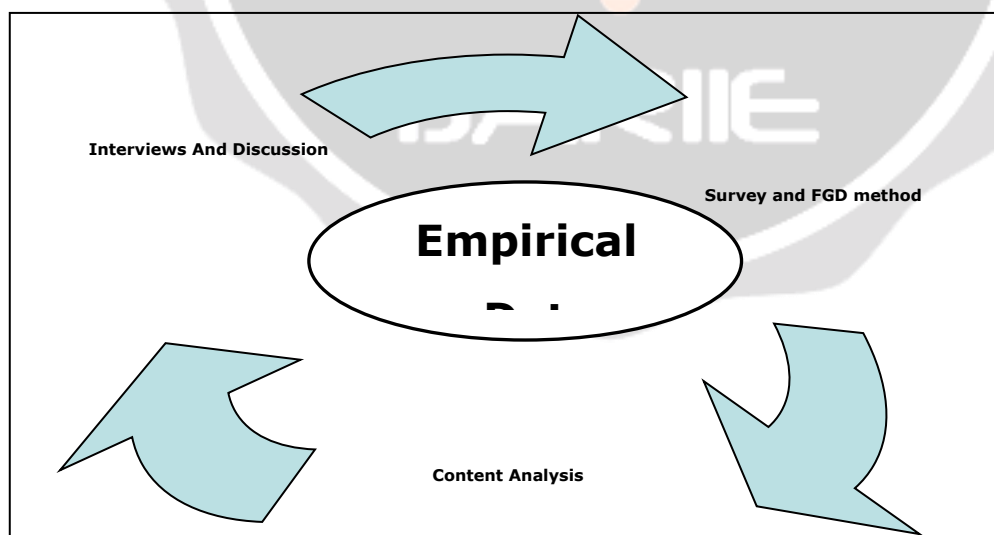 Interviews And Discussion
Survey and FGD method
Empirical
Content Analysis